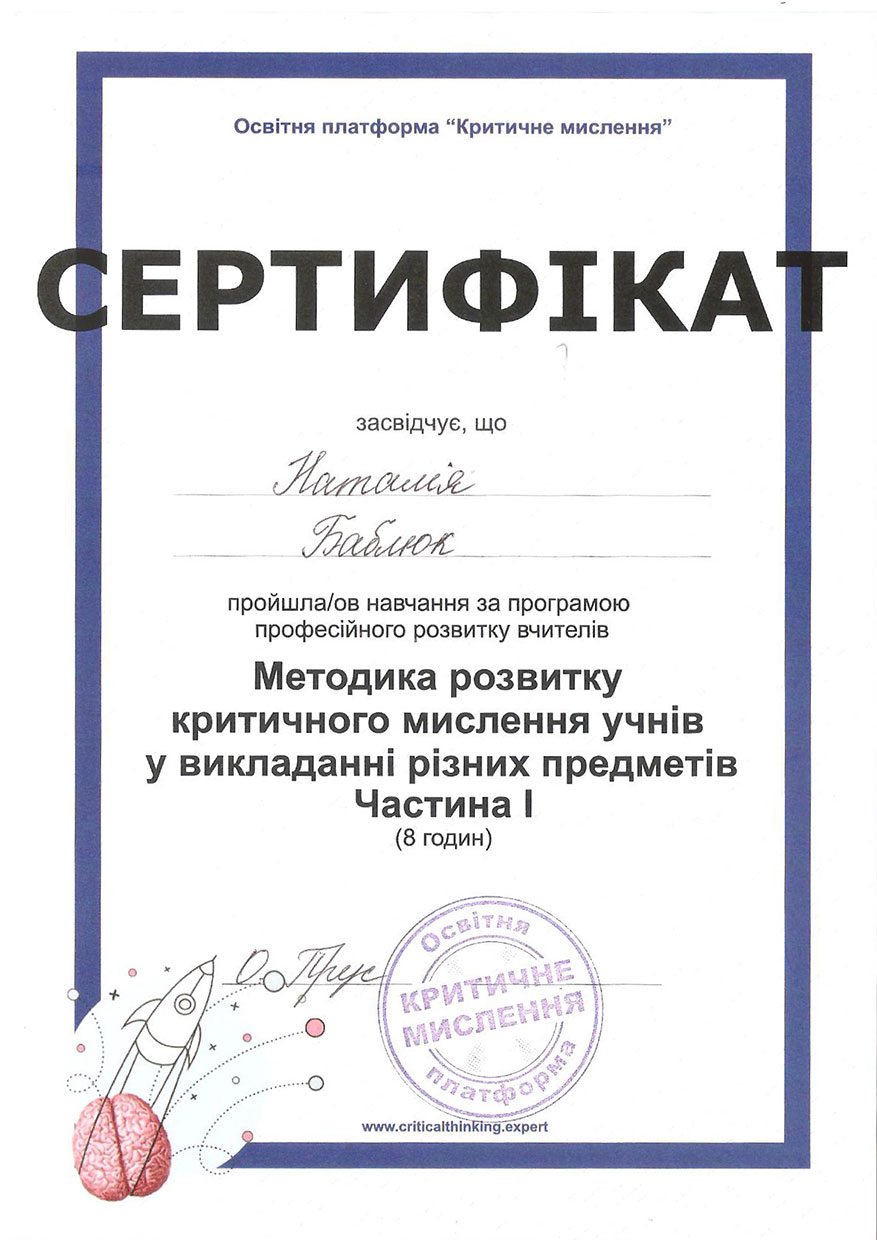 Освітня платформа “Критичне мислення”
СЕРТИФІКАТ
засвідчує, що
Наталія
Баблюк
пройшла/ов навчання за програмою
професійного розвитку вчителів
Методика розвитку
критичного мислення учнів
у викладанні різних предметів
Частина І
(8 годин)
О. Прус
Освітня
КРИТИЧНЕ
МИСЛЕННЯ
платформа
www.criticalthinking.expert